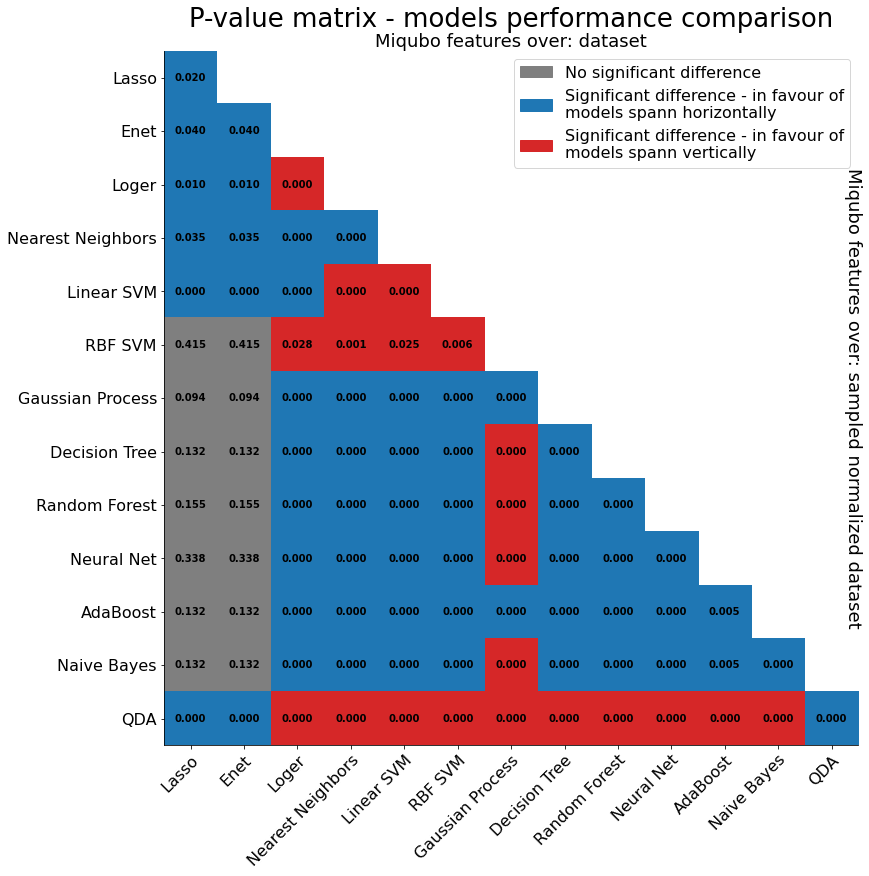 P-value matrix - models performance comparison
Miqubo features over: dataset
No significant difference
Significant difference - in favour of
models spann horizontally
Significant difference - in favour of
models spann vertically
Lasso 0.020
Enet 0.040 0.040
Loger 0.010 0.010 0.000
Nearest Neighbors 0.035 0.035 0.000 0.000
Linear SVM 0.000 0.000 0.000 0.000 0.000
RBF SVM 0.415 0.415 0.028 0.001 0.025 0.006
Gaussian Process 0.094 0.094 0.000 0.000 0.000 0.000 0.000
Decision Tree 0.132 0.132 0.000 0.000 0.000 0.000 0.000 0.000
Random Forest 0.155 0.155 0.000 0.000 0.000 0.000 0.000 0.000 0.000
Neural Net 0.338 0.338 0.000 0.000 0.000 0.000 0.000 0.000 0.000 0.000
AdaBoost 0.132 0.132 0.000 0.000 0.000 0.000 0.000 0.000 0.000 0.000 0.005
Naive Bayes 0.132 0.132 0.000 0.000 0.000 0.000 0.000 0.000 0.000 0.000 0.005 0.000
QDA 0.000 0.000 0.000 0.000 0.000 0.000 0.000 0.000 0.000 0.000 0.000 0.000 0.000
Lasso
Enet
Loger
Nearest Neighbors
Linear SVM
RBF SVM
Gaussian Process
Decision Tree
Random Forest
Neural Net
AdaBoost
Naive Bayes
QDA
Miqubo features over: sampled normalized dataset